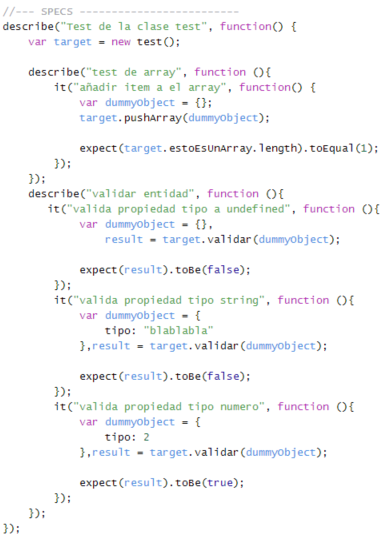 //--- SPECS -------------------------
describe("Test de la clase test", function() {
    var target = new test();

    describe("test de array", function (){
        it("añadir item a el array", function() {
            var dummyObject = {};
            target.pushArray(dummyObject);

            expect(target.estoEsUnArray.length).toEqual(1);
        });
    });
    describe("validar entidad", function (){
       it("valida propiedad tipo a undefined", function (){
            var dummyObject = {},
                result = target.validar(dummyObject);

            expect(result).toBe(false);
        });
        it("valida propiedad tipo string", function (){
            var dummyObject = {
                tipo: "blablabla"
            },result = target.validar(dummyObject);

            expect(result).toBe(false);
        });
        it("valida propiedad tipo numero", function (){
            var dummyObject = {
                tipo: 2
            },result = target.validar(dummyObject);

            expect(result).toBe(true);
        });
    });
});